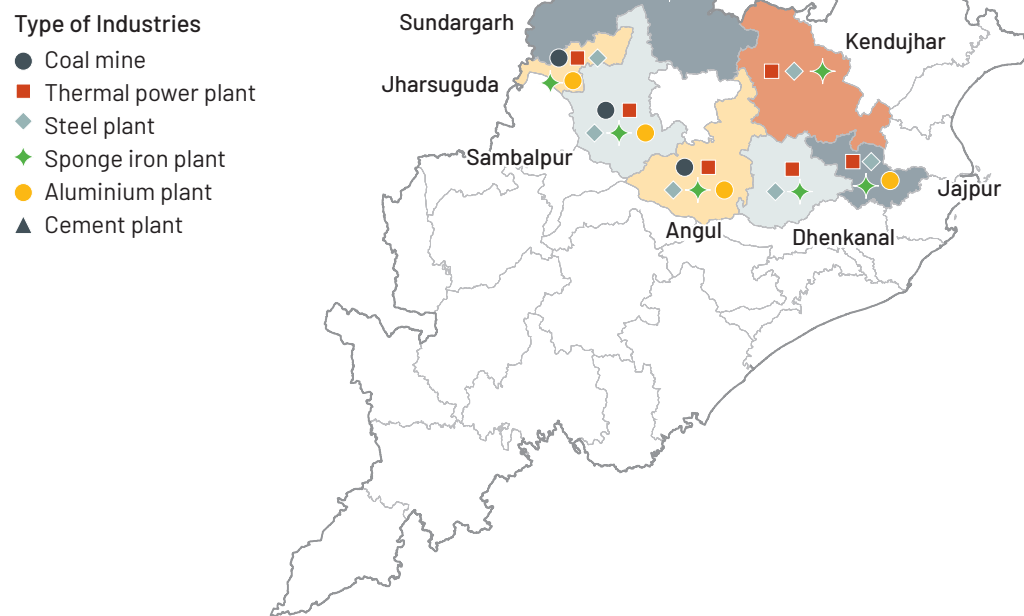 Type of Industries
Coal mine
Thermal power plant
Steel plant
Sponge iron plant
Aluminium plant
Cement plant
Sundargarh
Kendujhar
Jharsuguda
Sambalpur
Jajpur
Angul
Dhenkanal